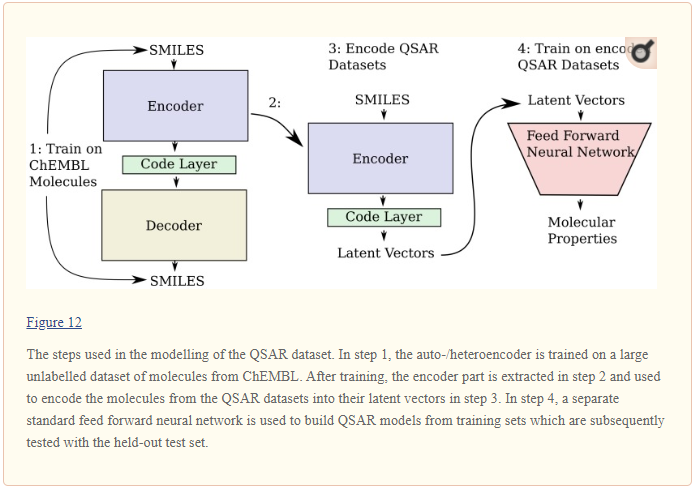 SMILES
Encoder
Code Layer
Decoder
SMILES
1: Train on
ChEMBL
Molecules
2:
3: Encode QSAR
Datasets
SMILES
Encoder
Code Layer
Latent Vectors
4: Train on
QSAR Datasets
Latent Vectors
Feed Forward
Neural Network
Molecular
Properties
Figure 12
The steps used in the modelling of the QSAR dataset. In step 1, the auto-/heteroencoder is trained on a large
unlabelled dataset of molecules from ChEMBL. After training, the encoder part is extracted in step 2 and used
to encode the molecules from the QSAR datasets into their latent vectors in step 3. In step 4, a separate
standard feed forward neural network is used to build QSAR models from training sets which are subsequently
tested with the held-out test set.